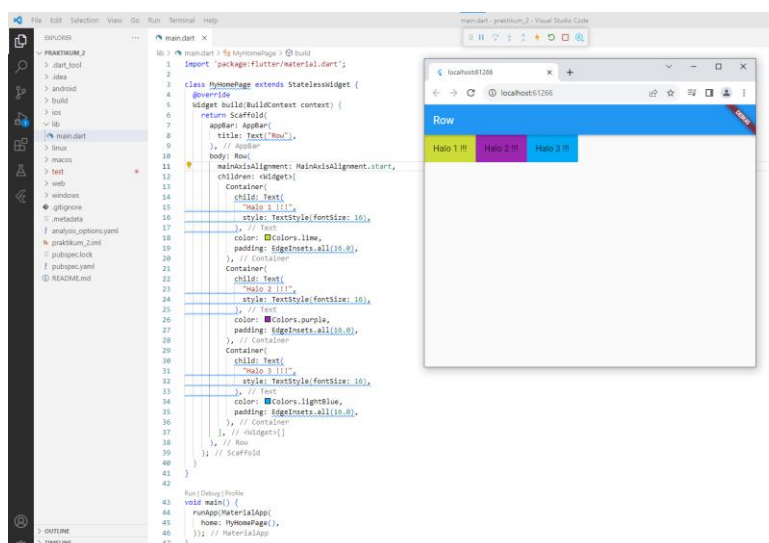 File Edit Selection View Go Run Terminal Help
main.dart - praktikum_2 - Visual Studio Code
EXPLORER
PRAKTIKUM_2
.dart_tool
.idea
android
build
ios
lib
main.dart
linux
macos
test
web
windows
.gitignore
.metadata
analysis_options.yaml
praktikum_2.iml
pubspec.lock
pubspec.yaml
README.md
OUTLINE
TIMELINE
main.dart
lib > main.dart > MyHomePage > build
1 import 'package:flutter/material.dart';
2
3 class MyHomePage extends StatelessWidget {
4 @override
5 Widget build(BuildContext context) {
6 return Scaffold(
7 appBar: AppBar(
8 title: Text("Row"),
9 ), // AppBar
10 body: Row(
11 mainAxisAlignment: MainAxisAlignment.start,
12 children: <Widget>[
13 Container(
14 child: Text(
15 "Halo 1 !!!",
16 style: TextStyle(fontSize: 16),
17 ), // Text
18 color: Colors.lime,
19 padding: EdgeInsets.all(16.0),
20 ), // Container
21 Container(
22 child: Text(
23 "Halo 2 !!!",
24 style: TextStyle(fontSize: 16),
25 ), // Text
26 color: Colors.purple,
27 padding: EdgeInsets.all(16.0),
28 ), // Container
29 Container(
30 child: Text(
31 "Halo 3 !!!",
32 style: TextStyle(fontSize: 16),
33 ), // Text
34 color: Colors.lightBlue,
35 padding: EdgeInsets.all(16.0),
36 ), // Container
37 ], // <Widget>[]
38 ), // Row
39 ); // Scaffold
40 }
41 }
42
Run | Debug | Profile
43 void main() {
44 runApp(MaterialApp(
45 home: MyHomePage(),
46 )); // MaterialApp
47 }
localhost:61266
localhost:61266
Row
DEBUG
Halo 1 !!! Halo 2 !!! Halo 3 !!!